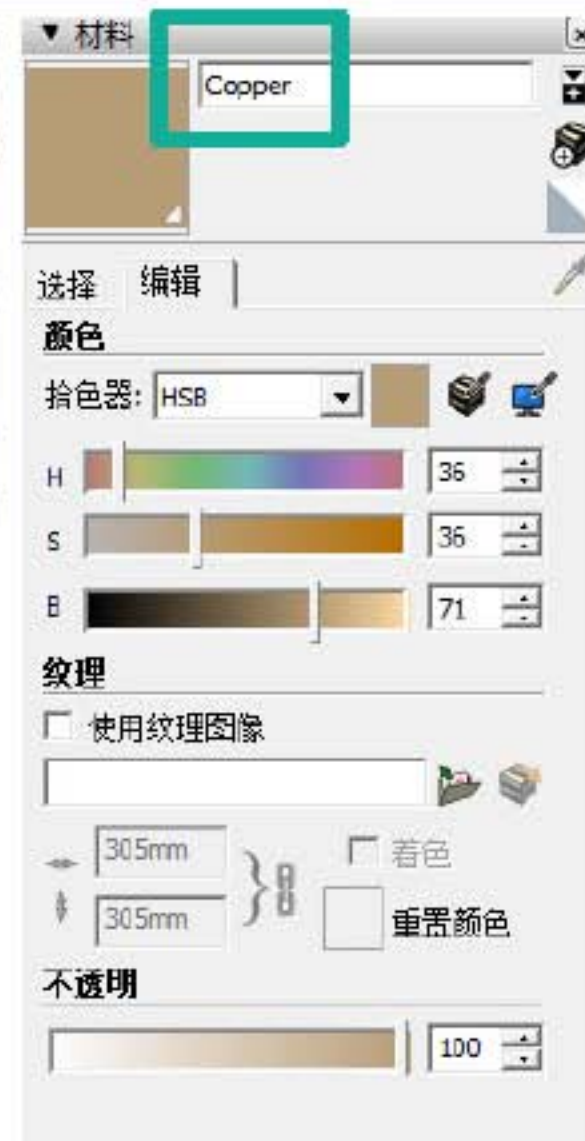 材料
Copper
选择 编辑
颜色
拾色器: HSB
H 36
S 36
B 71
纹理
使用纹理图像
305mm
着色
305mm
重置颜色
不透明
100